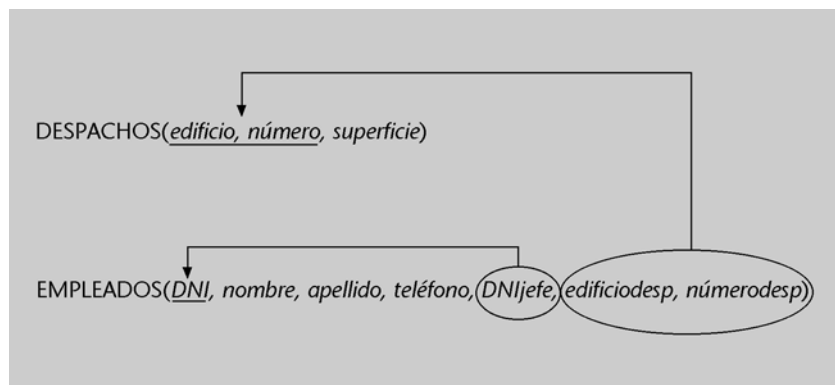 DESPACHOS(edificio, número, superficie)
EMPLEADOS(DNI, nombre, apellido, teléfono, DNIjefe, edificiodesp, númerodesp)